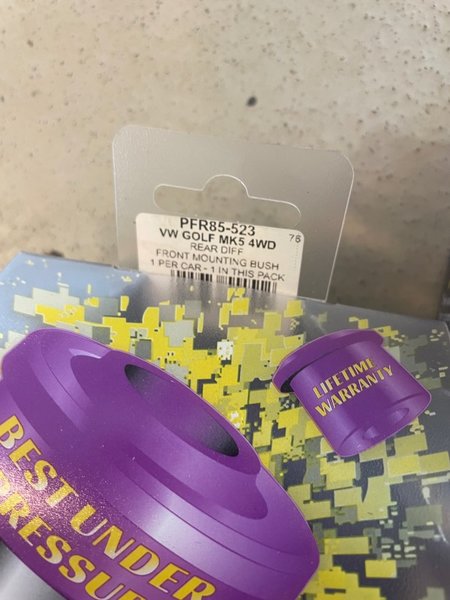 PFR85-523
VW GOLF MK5 4WD 76
REAR DIFF
FRONT MOUNTING BUSH
1 PER CAR - 1 IN THIS PACK
LIFETIME
WARRANTY
BEST UNDER
PRESSURE